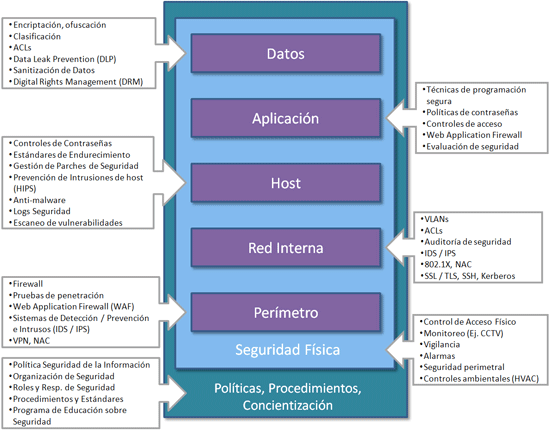 • Encriptación, ofuscación
• Clasificación
• ACLs
• Data Leak Prevention (DLP)
• Sanitización de Datos
• Digital Rights Management (DRM)
Datos
Aplicación
• Técnicas de programación
segura
• Políticas de contraseñas
• Controles de acceso
• Web Application Firewall
• Evaluación de seguridad
• Controles de Contraseñas
• Estándares de Endurecimiento
• Gestión de Parches de Seguridad
• Prevención de Intrusiones de host
(HIPS)
• Anti-malware
• Logs Seguridad
• Escaneo de vulnerabilidades
Host
Red Interna
• VLANs
• ACLs
• Auditoría de seguridad
• IDS / IPS
• 802.1X, NAC
• SSL / TLS, SSH, Kerberos
• Firewall
• Pruebas de penetración
• Web Application Firewall (WAF)
• Sistemas de Detección / Prevención
e Intrusos (IDS / IPS)
• VPN, NAC
Perímetro
Seguridad Física
• Control de Acceso Físico
• Monitoreo (Ej. CCTV)
• Vigilancia
• Alarmas
• Seguridad perimetral
• Controles ambientales (HVAC)
• Política Seguridad de la Información
• Organización de Seguridad
• Roles y Resp. de Seguridad
• Procedimientos y Estándares
• Programa de Educación sobre
Seguridad
Políticas, Procedimientos,
Concientización